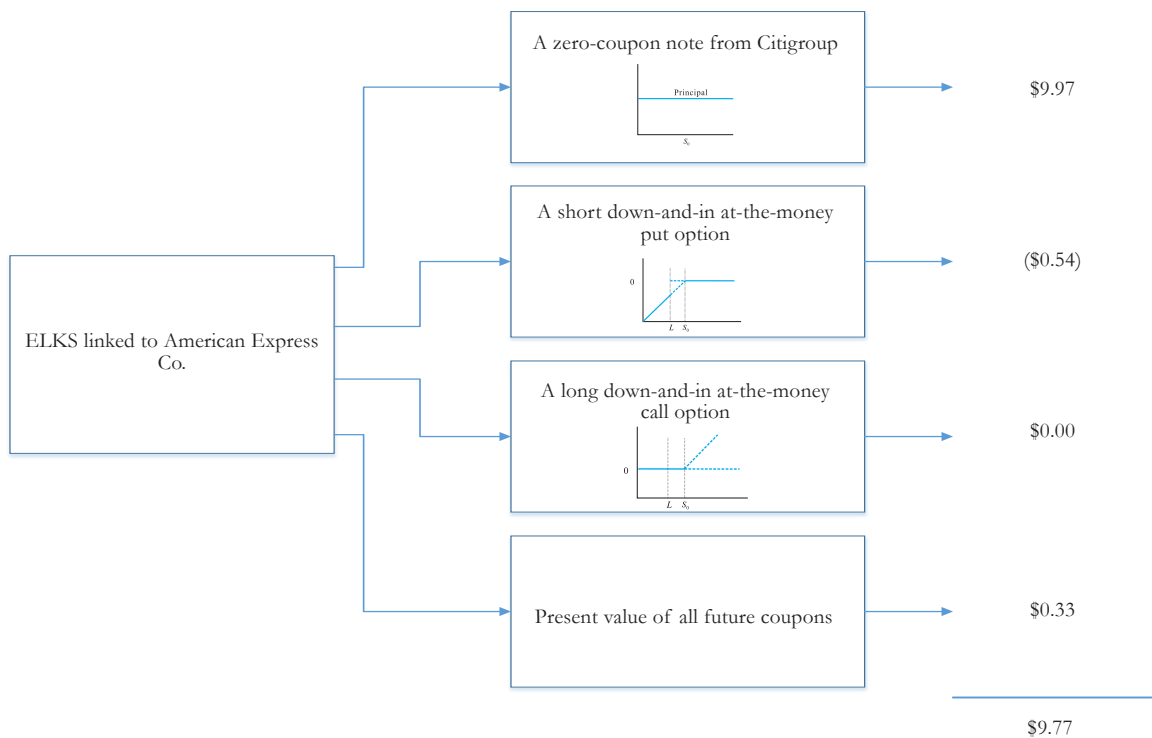 A zero-coupon note from Citigroup
Principal
S₀
$9.97
A short down-and-in at-the-money
put option
0
L
S₀
($0.54)
ELKS linked to American Express
Co.
A long down-and-in at-the-money
call option
0
L
S₀
$0.00
Present value of all future coupons
$0.33
$9.77